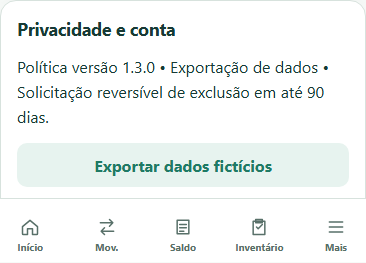 Privacidade e conta
Política versão 1.3.0 • Exportação de dados •
Solicitação reversível de exclusão em até 90
dias.
Exportar dados fictícios
Início Mov. Saldo Inventário Mais